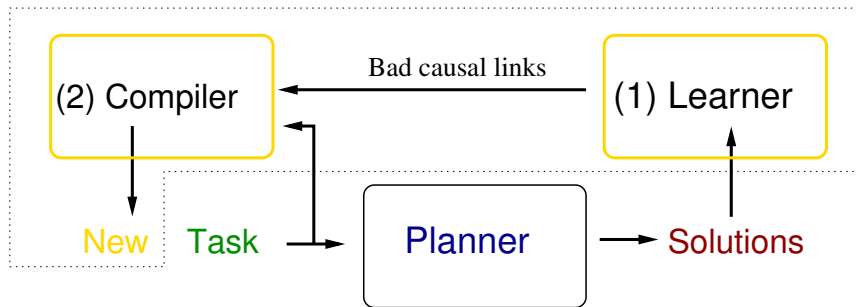 Bad causal links
(2) Compiler
(1) Learner
New Task Planner Solutions